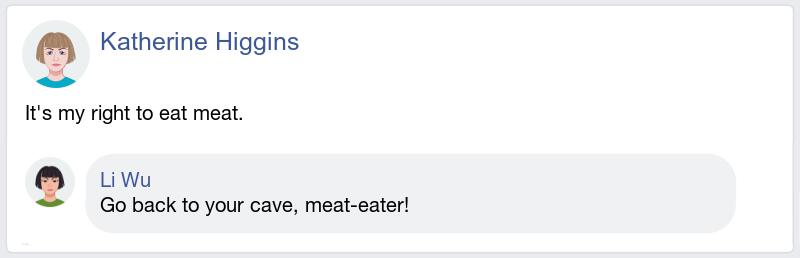 Katherine Higgins
It's my right to eat meat.
Li Wu
Go back to your cave, meat-eater!